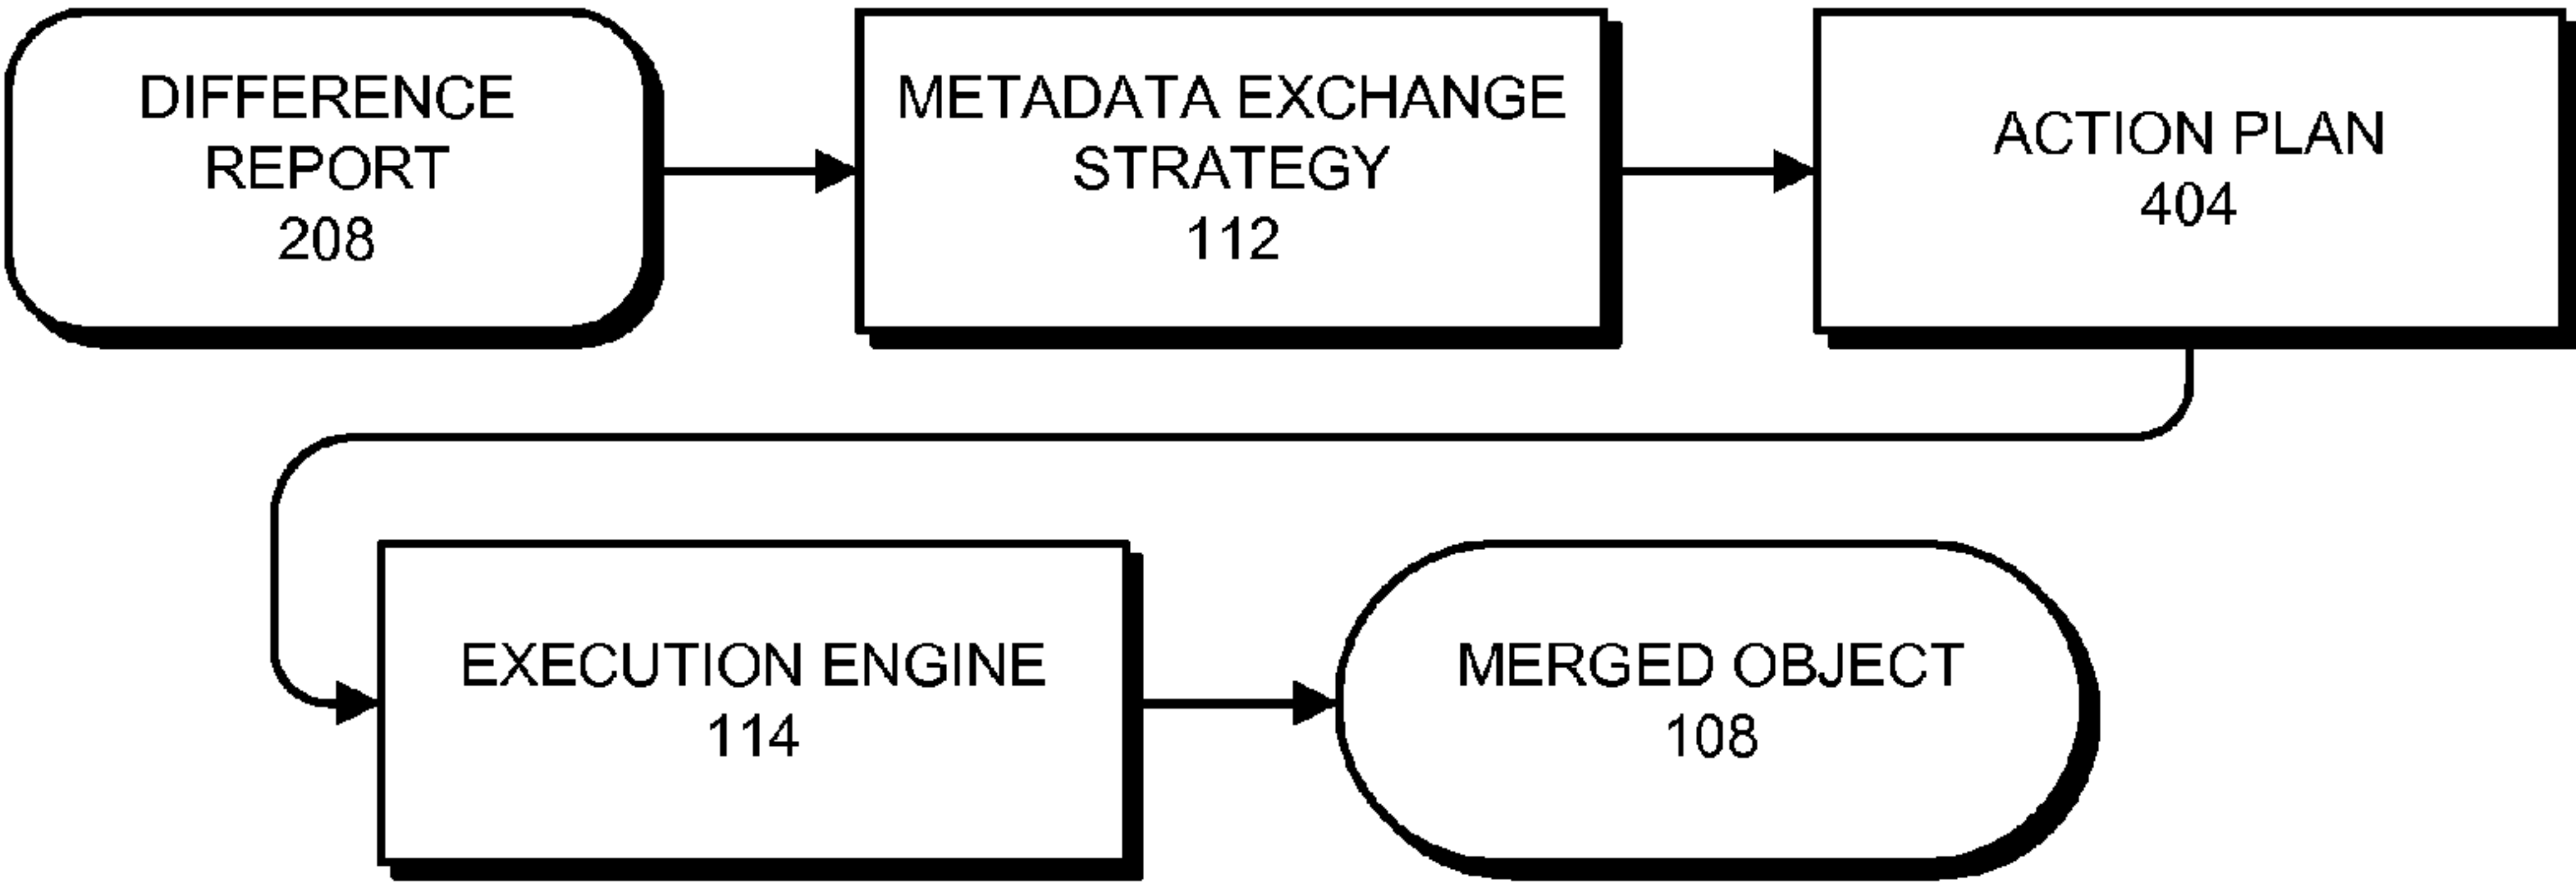 DIFFERENCE
REPORT
208
METADATA EXCHANGE
STRATEGY
112
ACTION PLAN
404
EXECUTION ENGINE
114
MERGED OBJECT
108